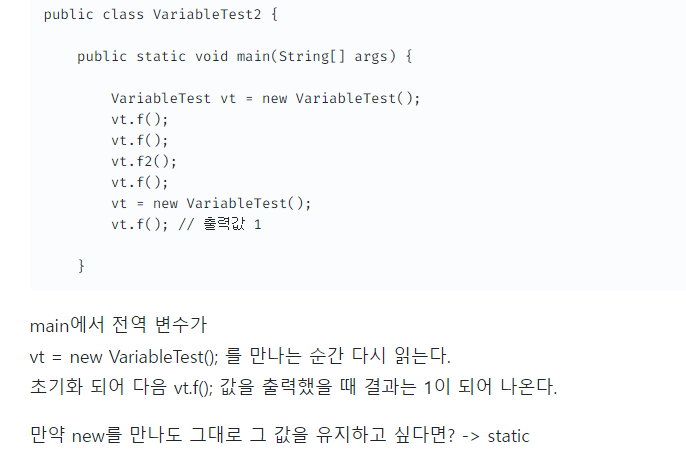 public class VariableTest2 {
public static void main(String[] args) {
VariableTest vt = new VariableTest();
vt.f();
vt.f();
vt.f2();
vt.f();
vt = new VariableTest();
vt.f(); // 출력값 1
}
main에서 전역 변수가
vt = new VariableTest(); 를 만나는 순간 다시 읽는다.
초기화 되어 다음 vt.f(); 값을 출력했을 때 결과는 1이 되어 나온다.
만약 new를 만나도 그대로 그 값을 유지하고 싶다면? -> static